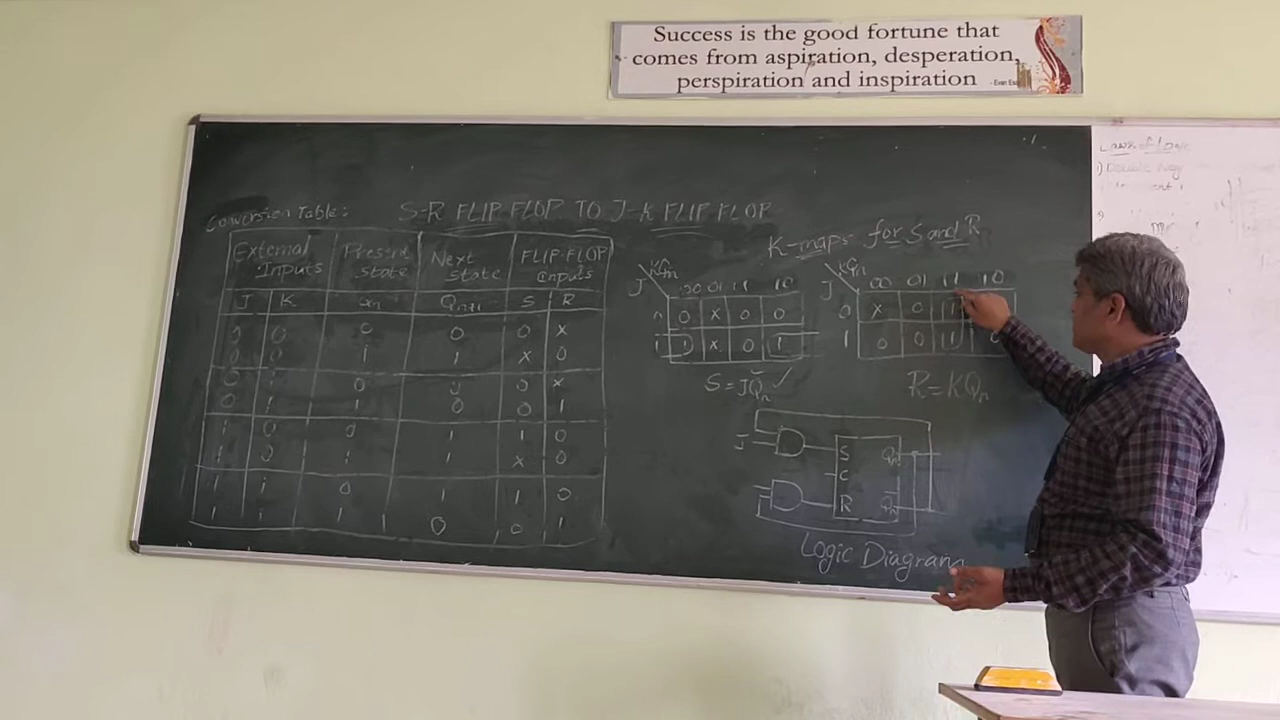 Success is the good fortune that
comes from aspiration, desperation,
perspiration and inspiration
Laws of Logic
Conversion Table: S-R FLIP FLOP TO J-K FLIP FLOP
External Inputs Present state Next state FLIP-FLOP Inputs
J K Qn Qn+1 S R
0 0 0 0 0 X
0 0 1 1 X 0
0 1 0 0 0 X
0 1 1 0 0 1
1 0 0 1 1 0
1 0 1 1 X 0
1 1 0 1 1 0
1 1 1 0 0 1
K-maps for S and R
J KQn
00 01 11 10
0 0 X 0 0
1 1 X 0 1
S = JQ̄n ✓
J KQn
00 01 11 10
0 X 0 1
1 0 0 1 0
R = KQn
J
S Qn
C
R Q̄n
Logic Diagram